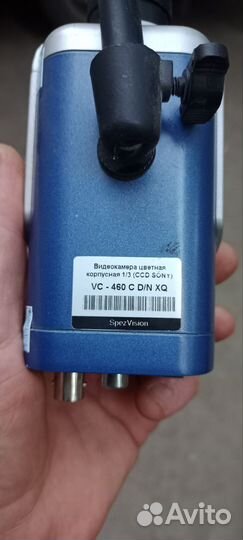 Видеокамера цветная
корпусная 1/3 (CCD SONY)
VC - 460 C D/N XQ
SpezVision
Avito